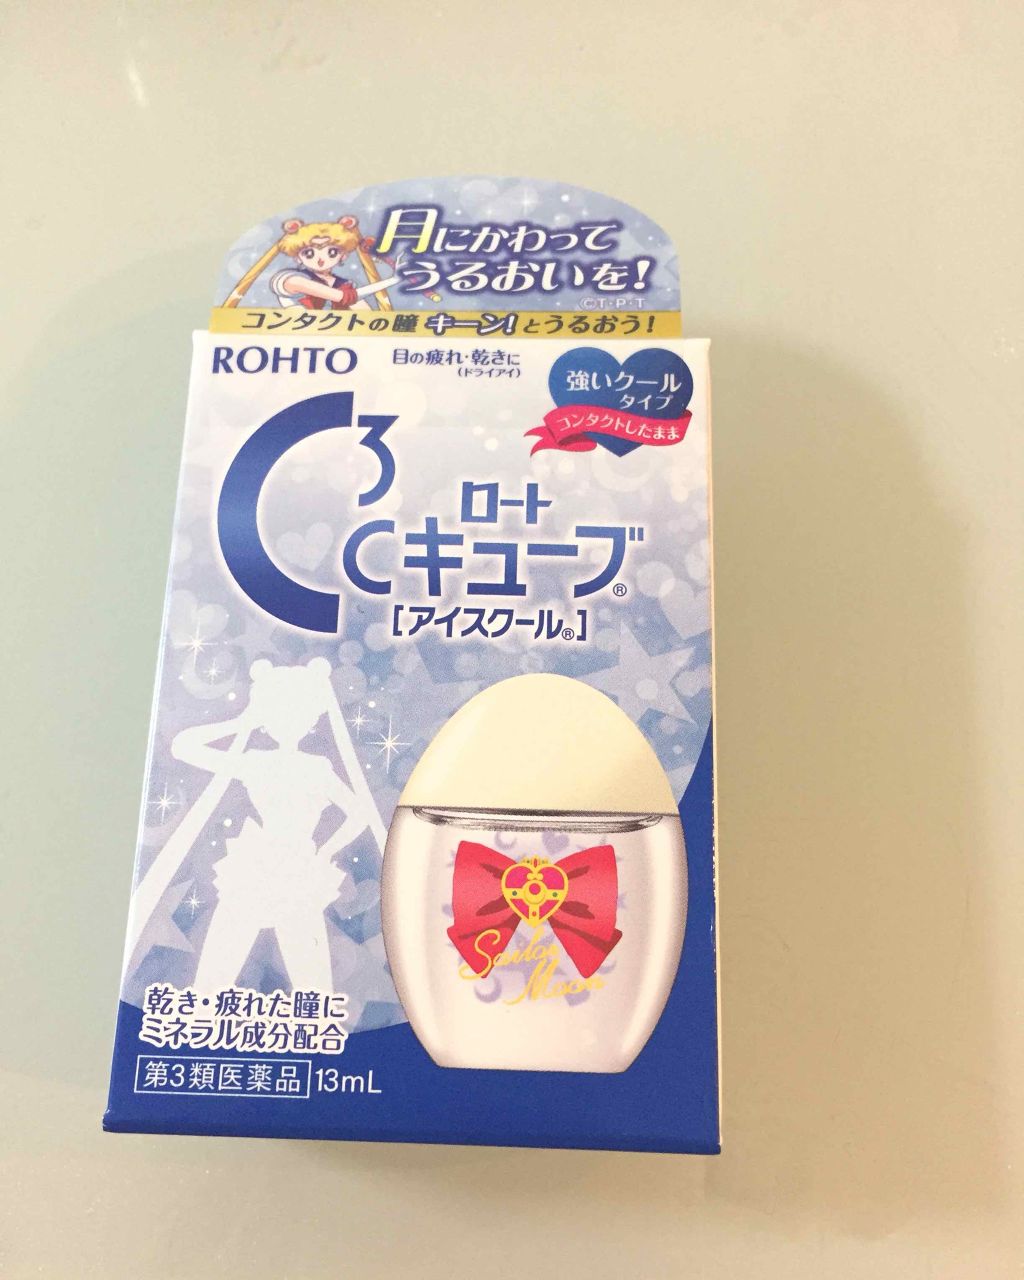 月にかわって
うるおいを!
©T・P・T
コンタクトの瞳 キーン!とうるおう!
ROHTO
目の疲れ・乾きに
(ドライアイ)
強いクール
タイプ
コンタクトしたまま
C³
ロート
Cキューブ®
[アイスクール®]
Sailor
Moon
乾き・疲れた瞳に
ミネラル成分配合
第3類医薬品 13mL